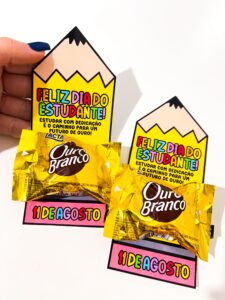 FELIZ DIA DO
ESTUDANTE!
ESTUDAR COM DEDICAÇÃO
É O CAMINHO PARA UM
FUTURO DE OURO!
LACTA
Ouro
Branco
11 DE AGOSTO
FELIZ DIA DO
ESTUDANTE!
ESTUDAR COM DEDICAÇÃO
É O CAMINHO PARA UM
FUTURO DE OURO!
Ouro
Branco
11 DE AGOSTO